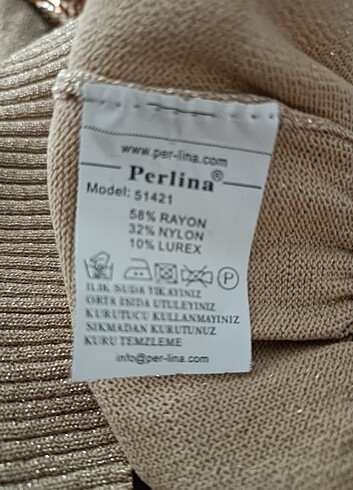 www.per-lina.com
Perlina®
Model: 51421
58% RAYON
32% NYLON
10% LUREX
P
ILIK SUDA YIKAYINIZ
ORTA ISIDA UTULEYINIZ
KURUTUCU KULLANMAYINIZ
SIKMADAN KURUTUNUZ
KURU TEMZLEME
info@per-lina.com